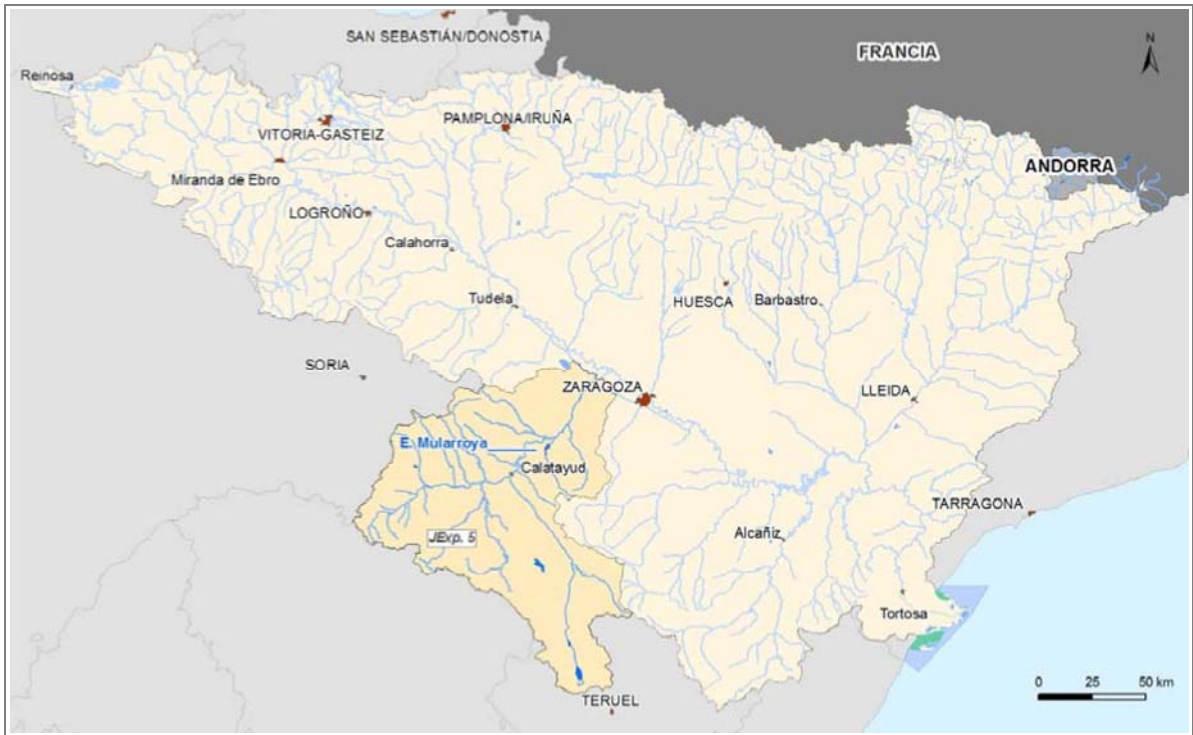 SAN SEBASTIÁN/DONOSTIA
FRANCIA
N
Reinosa
VITORIA-GASTEIZ
PAMPLONA/IRUÑA
ANDORRA
Miranda de Ebro
LOGROÑO
Calahorra
Tudela
HUESCA
Barbastro
SORIA
ZARAGOZA
LLEIDA
E. Mularroya
Calatayud
TARRAGONA
JExp. 5
Alcañiz
Tortosa
0 25 50 km
TERUEL